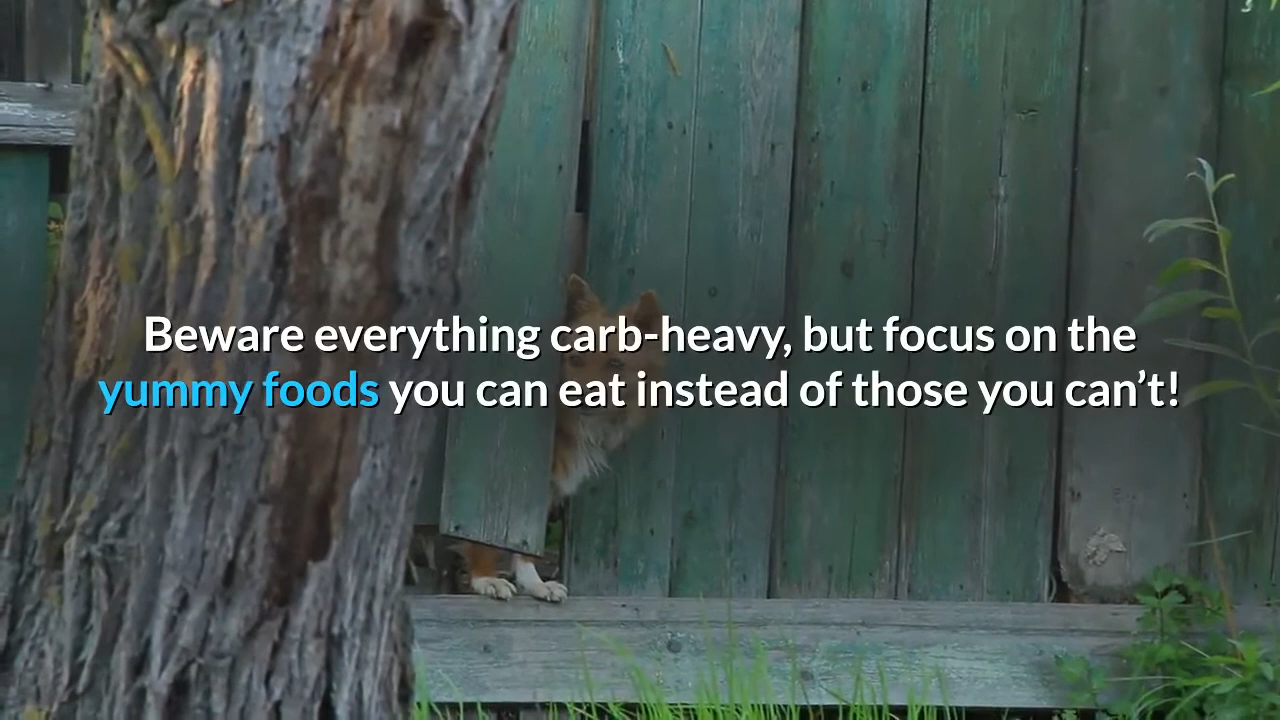 Beware everything carb-heavy, but focus on the
yummy foods you can eat instead of those you can’t!